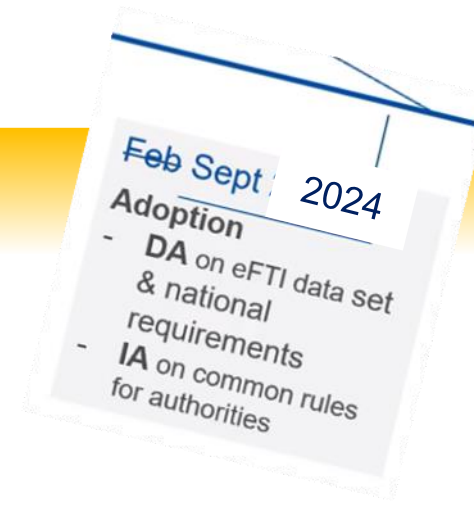 Feb Sept 2024
Adoption
- DA on eFTI data set
& national
requirements
- IA on common rules
for authorities